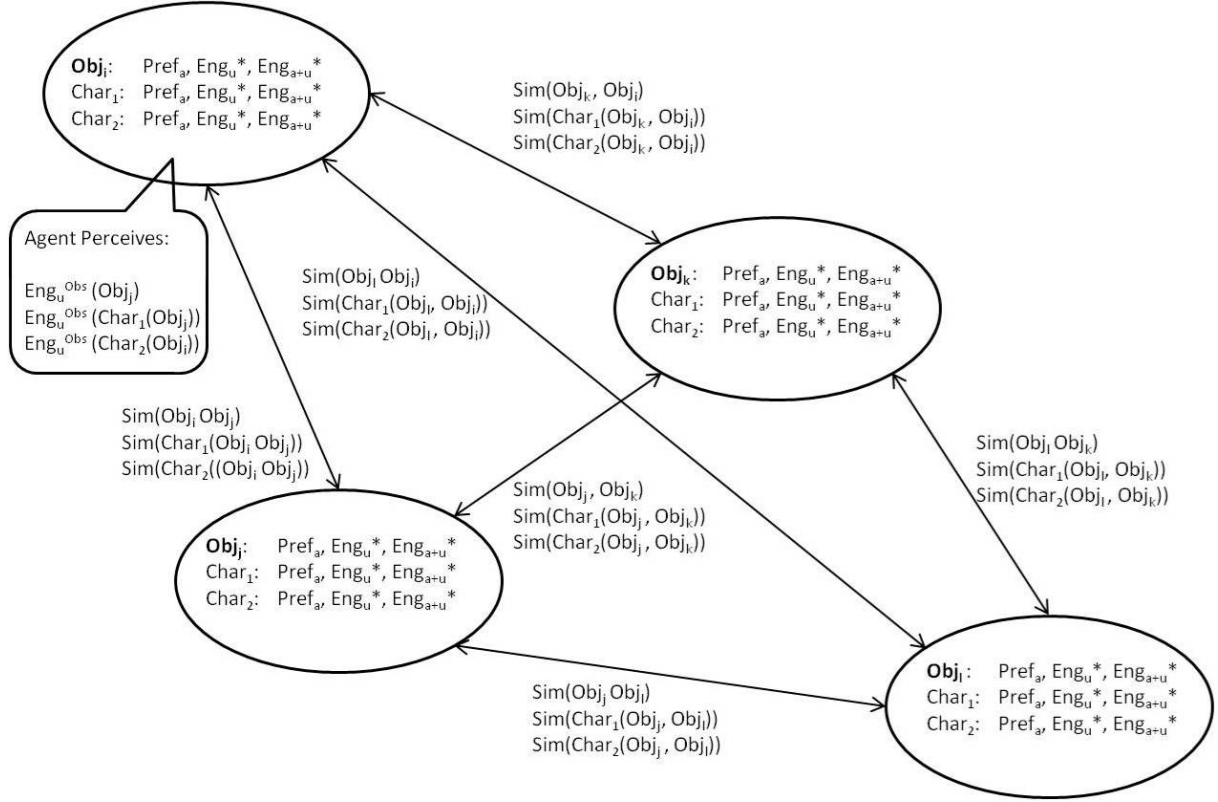 Obj_i: Pref_a, Eng_u*, Eng_a+u*
Char_1: Pref_a, Eng_u*, Eng_a+u*
Char_2: Pref_a, Eng_u*, Eng_a+u*
Sim(Obj_k, Obj_i)
Sim(Char_1(Obj_k, Obj_i))
Sim(Char_2(Obj_k, Obj_i))
Agent Perceives:
Eng_u^Obs (Obj_j)
Eng_u^Obs (Char_1(Obj_j))
Eng_u^Obs (Char_2(Obj_i))
Sim(Obj_l Obj_i)
Sim(Char_1(Obj_l, Obj_i))
Sim(Char_2(Obj_l , Obj_i))
Obj_k: Pref_a, Eng_u*, Eng_a+u*
Char_1: Pref_a, Eng_u*, Eng_a+u*
Char_2: Pref_a, Eng_u*, Eng_a+u*
Sim(Obj_i Obj_j)
Sim(Char_1(Obj_i Obj_j))
Sim(Char_2((Obj_i Obj_j))
Sim(Obj_l Obj_k)
Sim(Char_1(Obj_l, Obj_k))
Sim(Char_2(Obj_l , Obj_k))
Sim(Obj_j , Obj_k)
Sim(Char_1(Obj_j , Obj_k))
Sim(Char_2(Obj_j , Obj_k))
Obj_j: Pref_a, Eng_u*, Eng_a+u*
Char_1: Pref_a, Eng_u*, Eng_a+u*
Char_2: Pref_a, Eng_u*, Eng_a+u*
Sim(Obj_j Obj_l)
Sim(Char_1(Obj_j, Obj_l))
Sim(Char_2(Obj_j , Obj_l))
Obj_l : Pref_a, Eng_u*, Eng_a+u*
Char_1: Pref_a, Eng_u*, Eng_a+u*
Char_2: Pref_a, Eng_u*, Eng_a+u*